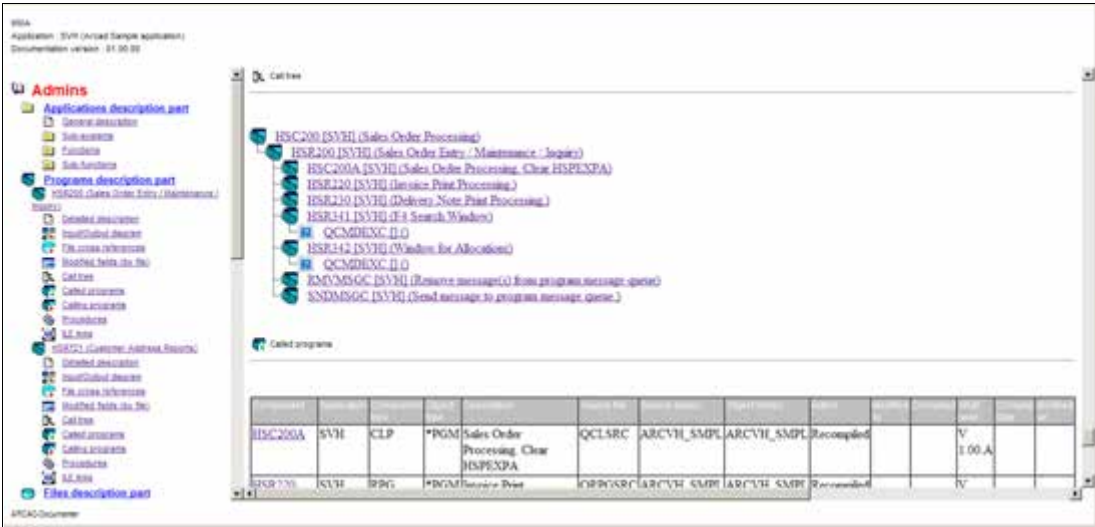 Application : SVH (Arcad Sample application)
Documentation version : 01.00.00
Admins
Applications description part
General description
Sub-systems
Functions
Sub-functions
Programs description part
HSR200 (Sales Order Entry / Maintenance /
Inquiry)
Detailed description
Input/Output diagram
File cross references
Modified fields (by file)
Call tree
Called programs
Calling programs
Procedures
ILE Area
HSR721 (Customer Address Reports)
Detailed description
Input/Output diagram
File cross references
Modified fields (by file)
Call tree
Called programs
Calling programs
Procedures
ILE Area
Files description part
Call tree
HSC200 [SVH] (Sales Order Processing)
HSR200 [SVH] (Sales Order Entry / Maintenance / Inquiry)
HSC200A [SVH] (Sales Order Processing. Clear HSPEXPA)
HSR220 [SVH] (Invoice Print Processing.)
HSR230 [SVH] (Delivery Note Print Processing.)
HSR341 [SVH] (F4 Search Window)
QCMDEXC [] ()
HSR342 [SVH] (Window for Allocations)
QCMDEXC [] ()
RMVMSGC [SVH] (Remove message(s) from program message queue)
SNDMSGC [SVH] (Send message to program message queue.)
Called programs
HSC200A SVH CLP *PGM Sales Order Processing. Clear HSPEXPA QCLSRC ARCVH_SMPL ARCVH_SMPL Recompiled V 1.00.A
HSR220 SVH RPG *PGM Invoice Print QRPGSRC ARCVH_SMPL ARCVH_SMPL Recompiled V
ARCAD-Documenter